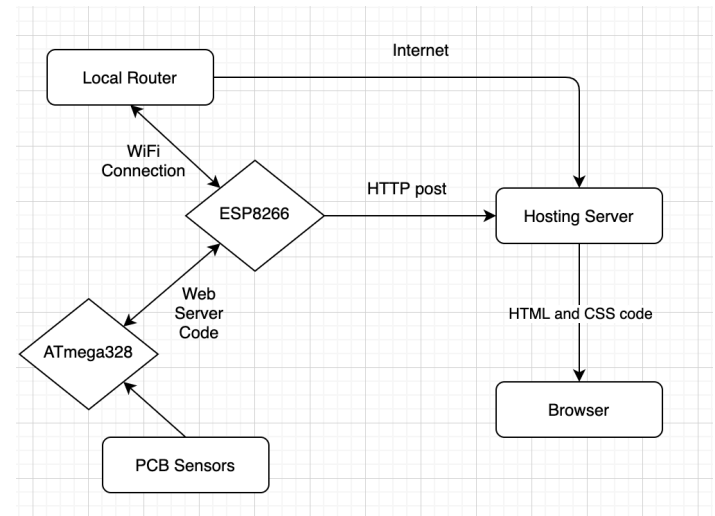 Internet
Local Router
WiFi
Connection
ESP8266
HTTP post
Hosting Server
Web
Server
Code
HTML and CSS code
ATmega328
Browser
PCB Sensors